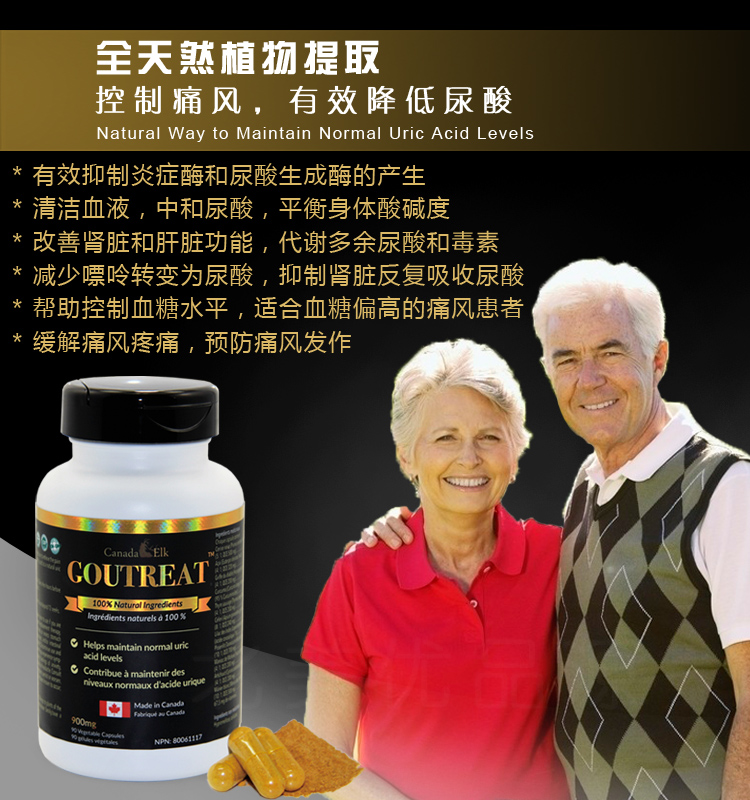 全天然植物提取
控制痛风，有效降低尿酸
Natural Way to Maintain Normal Uric Acid Levels
* 有效抑制炎症酶和尿酸生成酶的产生
* 清洁血液，中和尿酸，平衡身体酸碱度
* 改善肾脏和肝脏功能，代谢多余尿酸和毒素
* 减少嘌呤转变为尿酸，抑制肾脏反复吸收尿酸
* 帮助控制血糖水平，适合血糖偏高的痛风患者
* 缓解痛风疼痛，预防痛风发作
Canada Elk
GOUTREAT™
100% Natural Ingredients
Ingrédients naturels à 100 %
Helps maintain normal uric
acid levels
Contribue à maintenir des
niveaux normaux d'acide urique
Made in Canada
Fabriqué au Canada
900mg
90 Vegetable Capsules
90 gélules végétales
NPN: 80061117